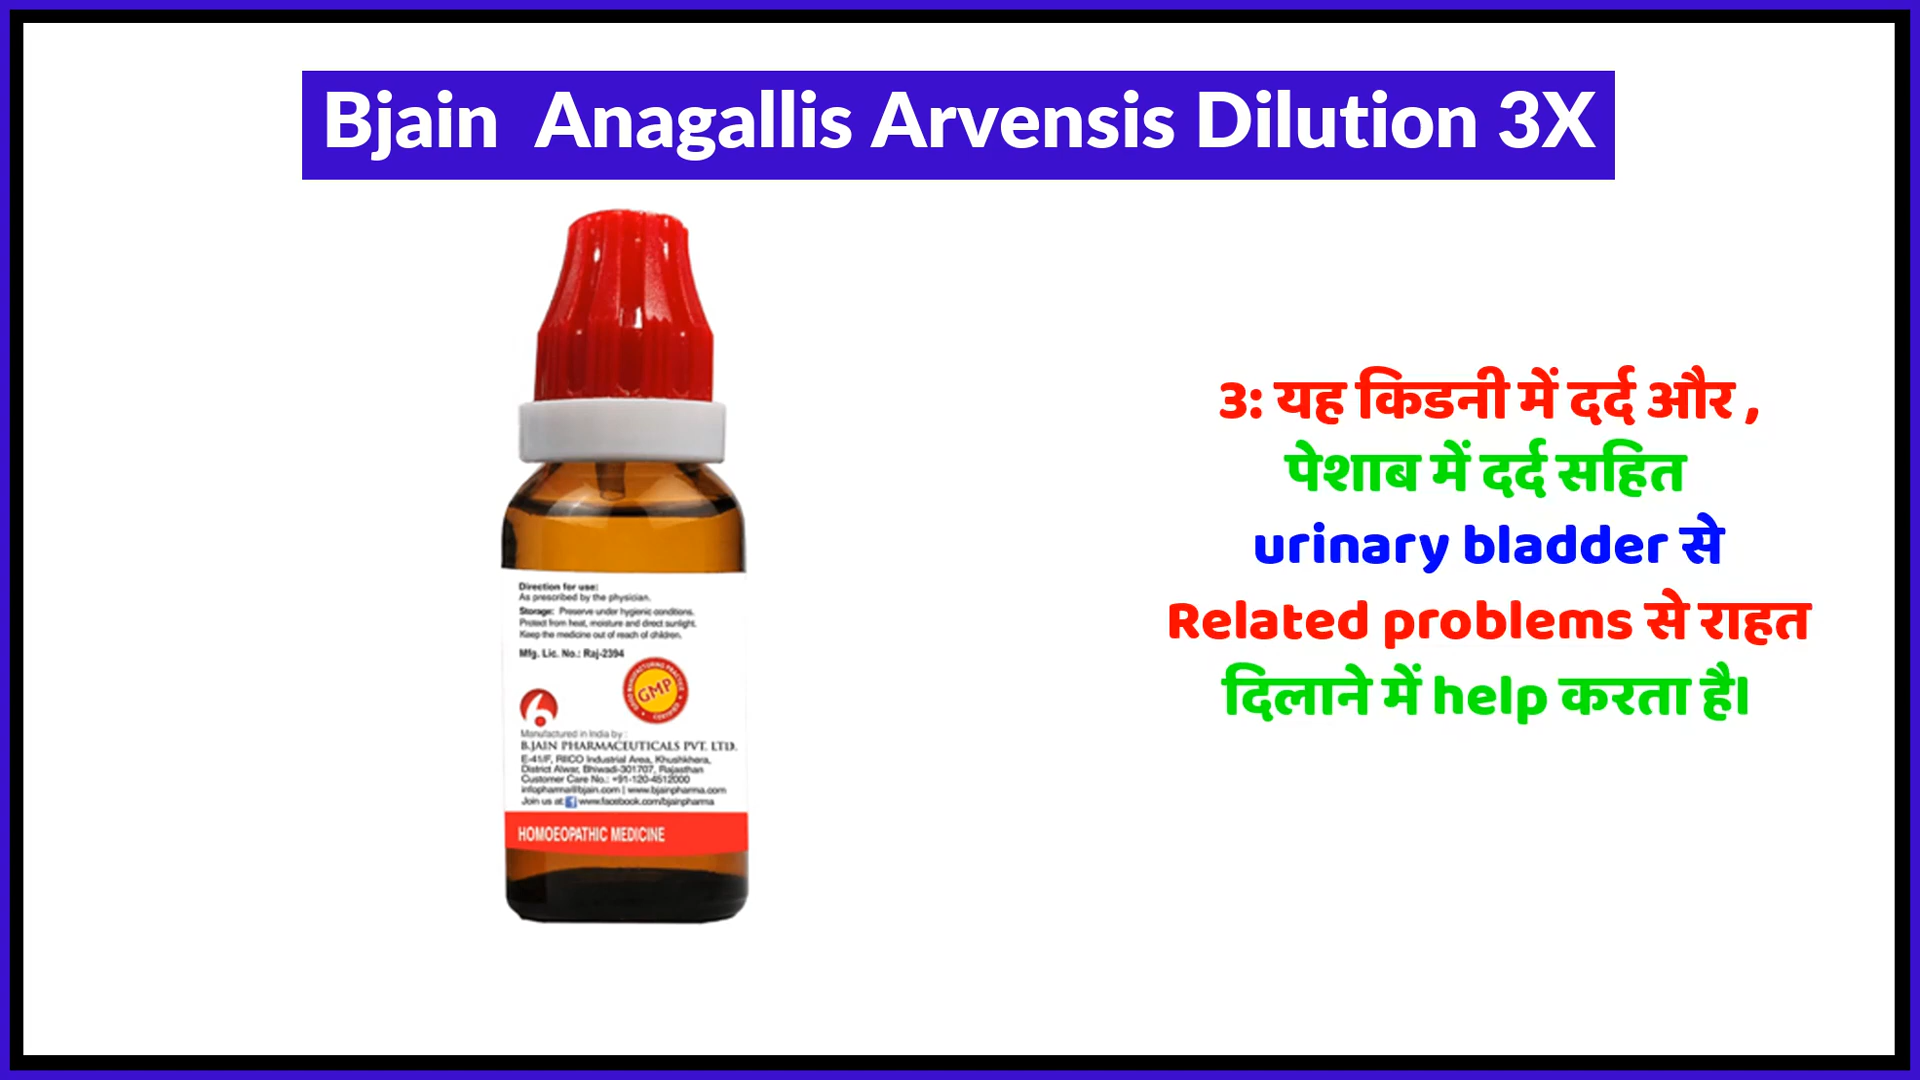 Bjain Anagallis Arvensis Dilution 3X
3: यह किडनी में दर्द और ,
पेशाब में दर्द सहित
urinary bladder से
Related problems से राहत
दिलाने में help करता है।
Direction for use:
As prescribed by the physician.
Storage: Preserve under hygienic conditions.
Protect from heat, moisture and direct sunlight.
Keep the medicine out of reach of children.
Mfg. Lic. No.: Raj-2394
GMP
Manufactured in India by :
B.JAIN PHARMACEUTICALS PVT. LTD.
E-41/F, RIICO Industrial Area, Khushkhera,
District Alwar, Bhiwadi-301707, Rajasthan
Customer Care No.: +91-120-4512000
infopharma@bjain.com | www.bjainpharma.com
Join us at: www.facebook.com/bjainpharma
HOMOEOPATHIC MEDICINE